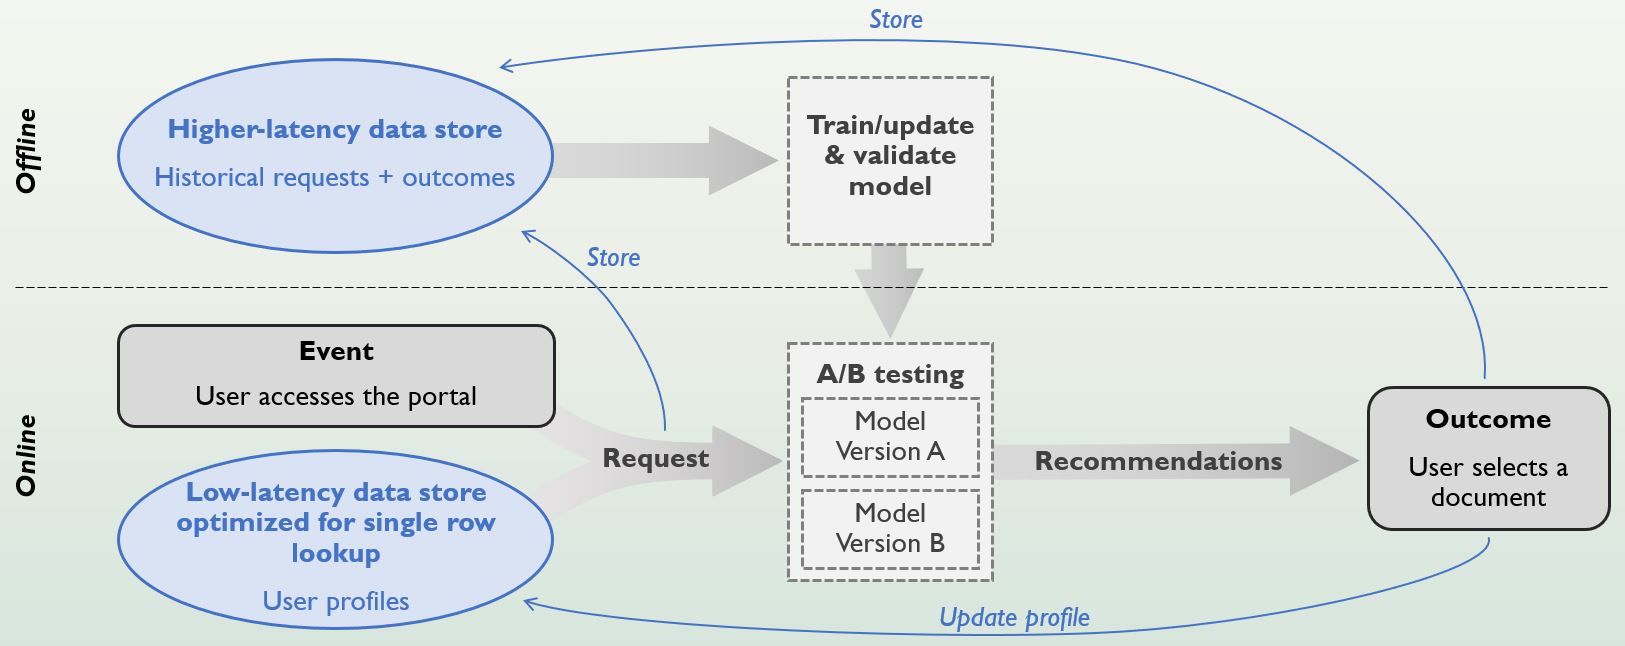 Store
Offline
Higher-latency data store
Historical requests + outcomes
Train/update
& validate
model
Store
Online
Event
User accesses the portal
Low-latency data store
optimized for single row
lookup
User profiles
Request
A/B testing
Model
Version A
Model
Version B
Recommendations
Outcome
User selects a
document
Update profile